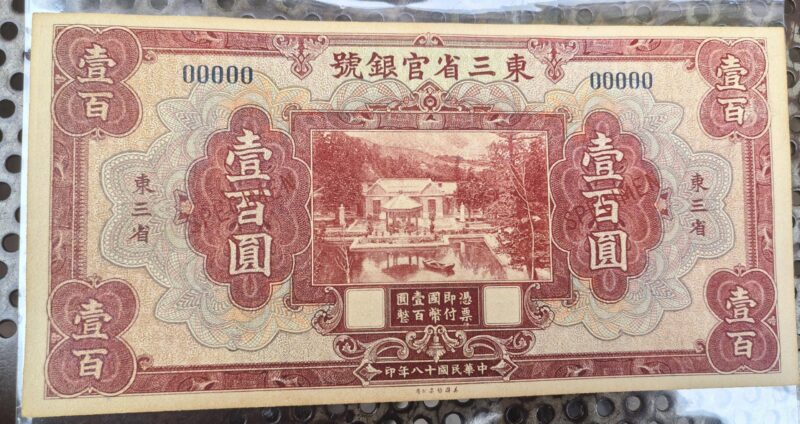 東三省官銀號
00000
00000
壹百
壹百
壹百圓
壹百圓
SPECIMEN
SPECIMEN
東三省
東三省
憑票
即付
國幣
壹百
圓整
壹百
壹百
中華民國十八年印